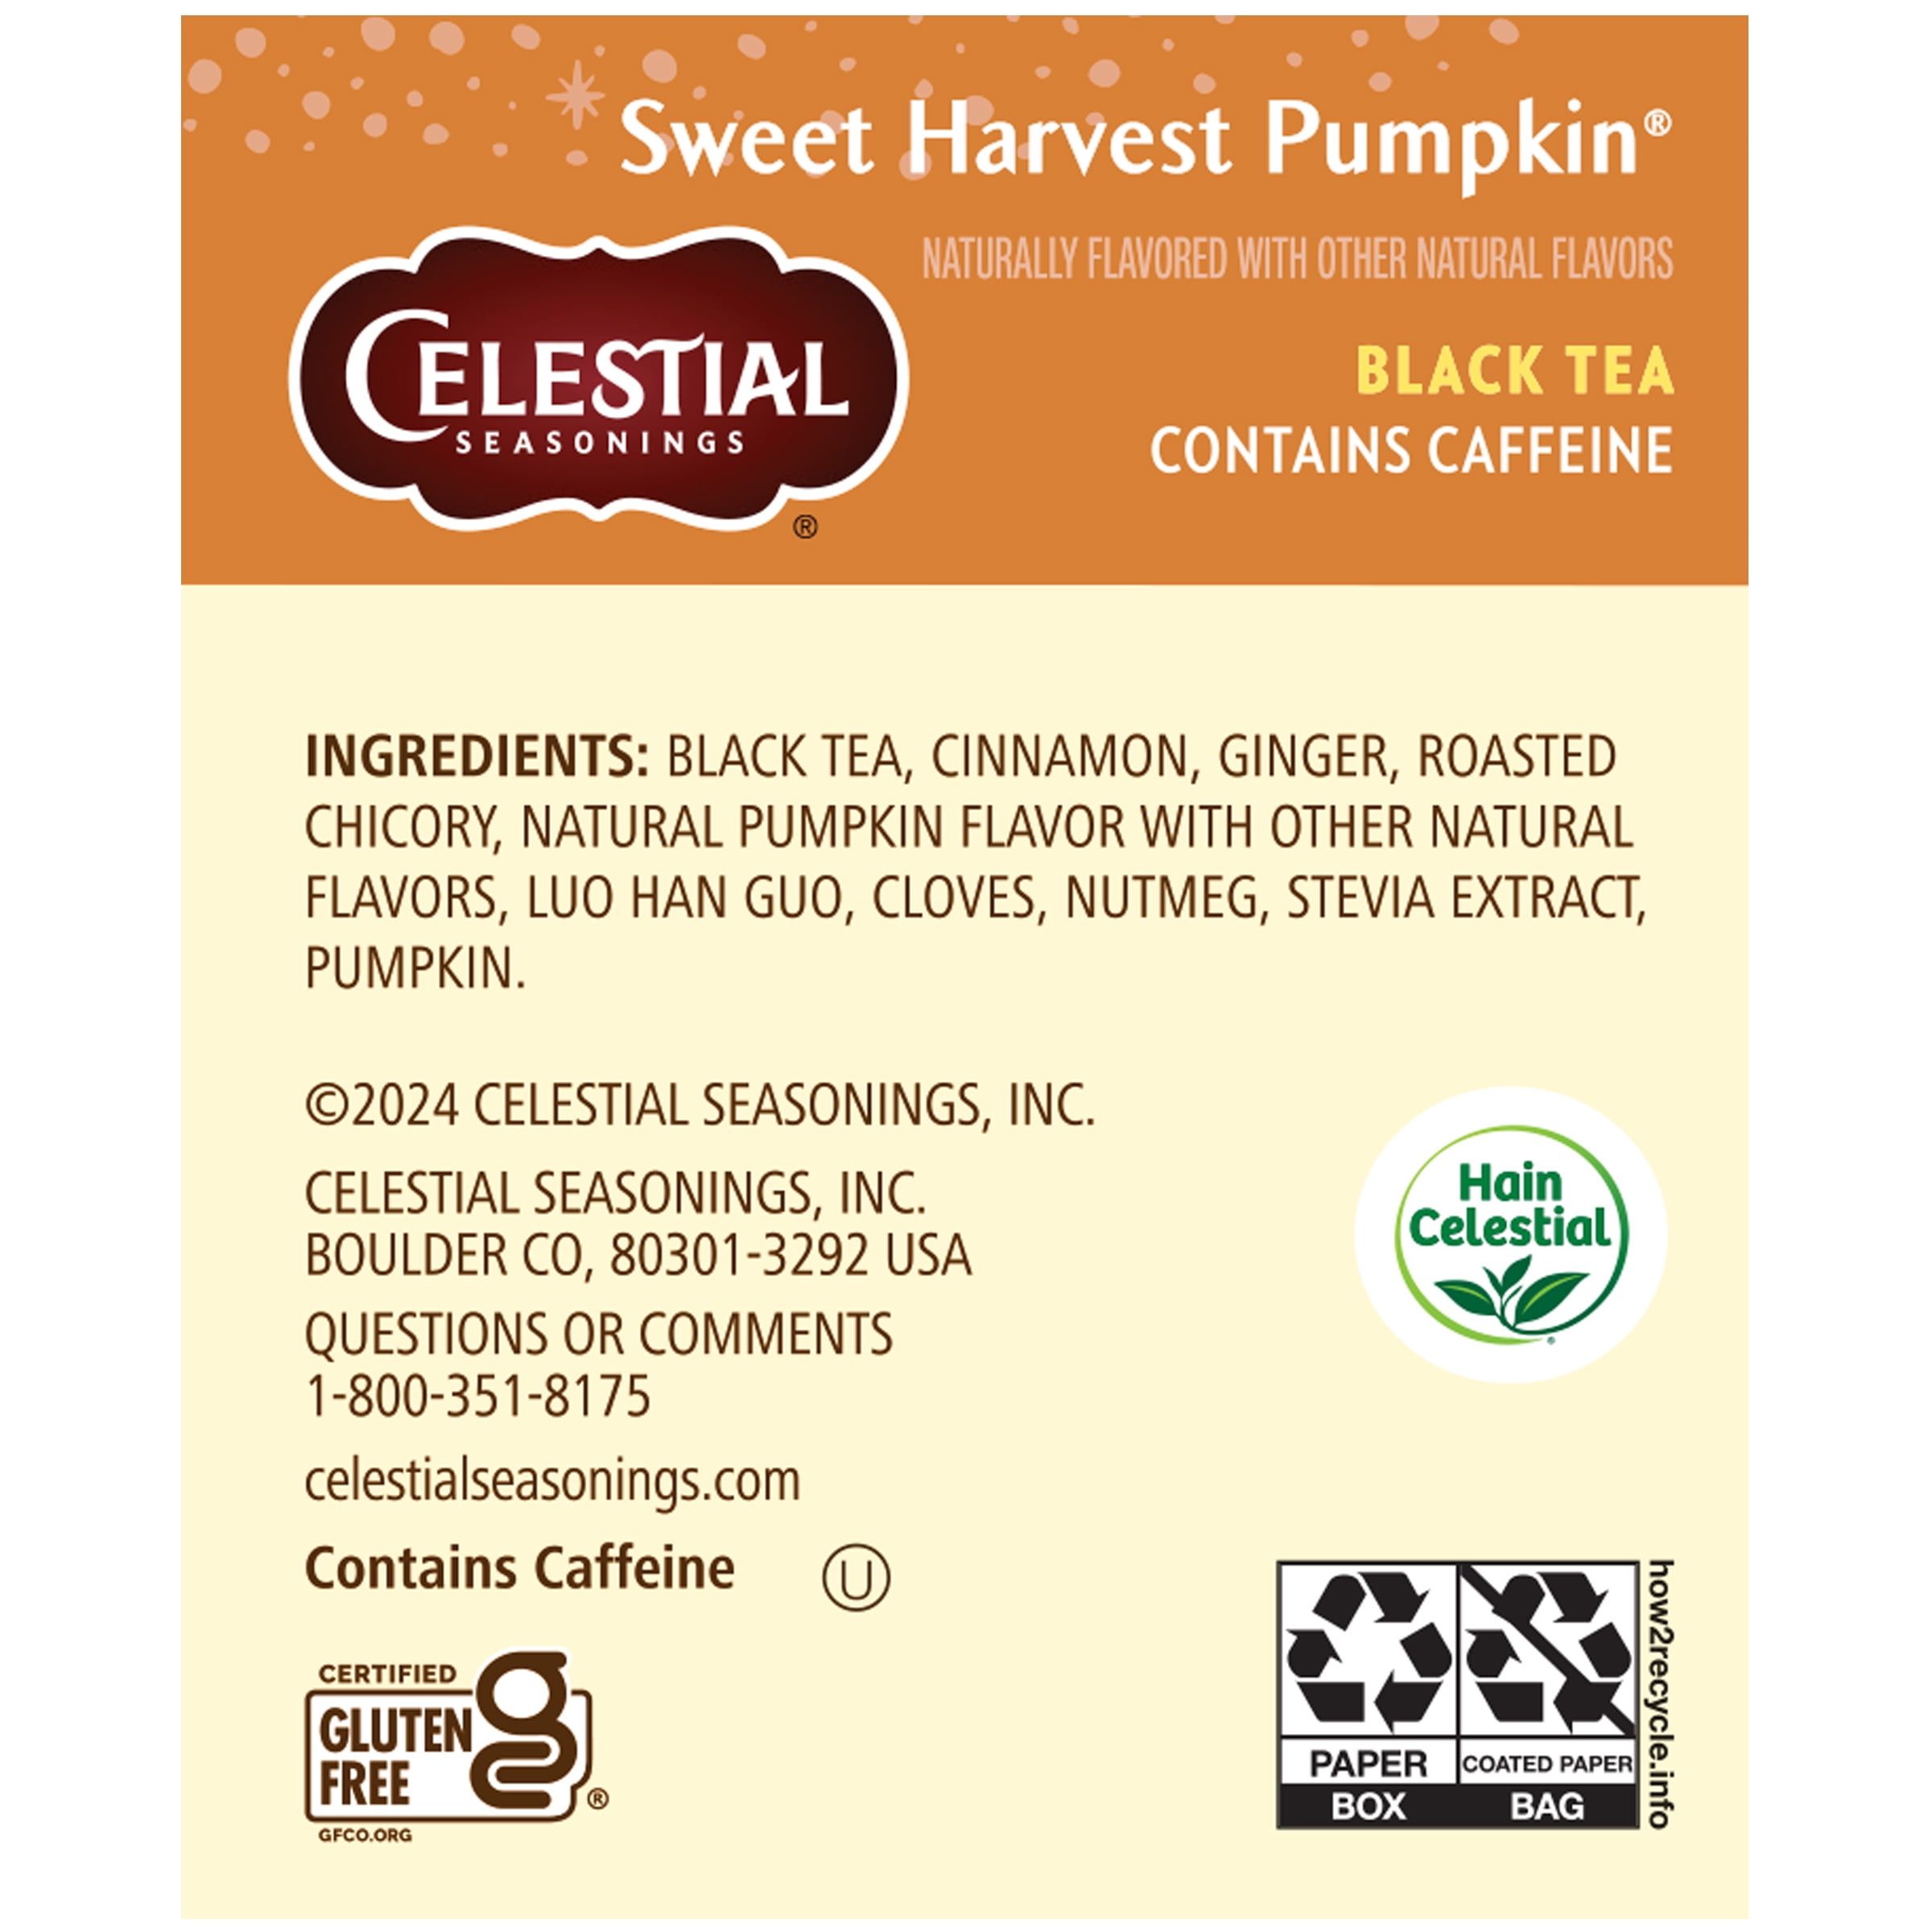 Sweet Harvest Pumpkin®
NATURALLY FLAVORED WITH OTHER NATURAL FLAVORS
CELESTIAL
SEASONINGS
®
BLACK TEA
CONTAINS CAFFEINE
INGREDIENTS: BLACK TEA, CINNAMON, GINGER, ROASTED
CHICORY, NATURAL PUMPKIN FLAVOR WITH OTHER NATURAL
FLAVORS, LUO HAN GUO, CLOVES, NUTMEG, STEVIA EXTRACT,
PUMPKIN.
©2024 CELESTIAL SEASONINGS, INC.
CELESTIAL SEASONINGS, INC.
BOULDER CO, 80301-3292 USA
QUESTIONS OR COMMENTS
1-800-351-8175
celestialseasonings.com
Contains Caffeine
U
Hain
Celestial
®
CERTIFIED
GLUTEN
FREE
g
®
GFCO.ORG
PAPER
BOX
COATED PAPER
BAG
how2recycle.info